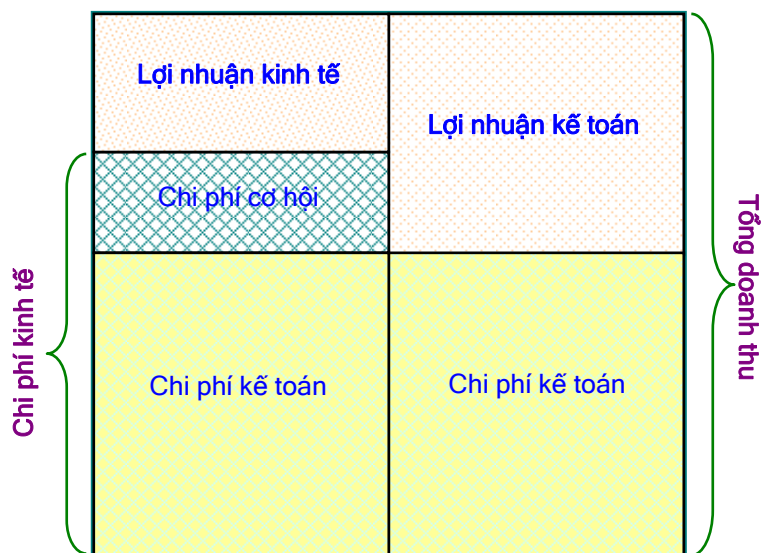 Lợi nhuận kinh tế
Lợi nhuận kế toán
Chi phí cơ hội
Chi phí kế toán
Chi phí kế toán
Chi phí kinh tế
Tổng doanh thu